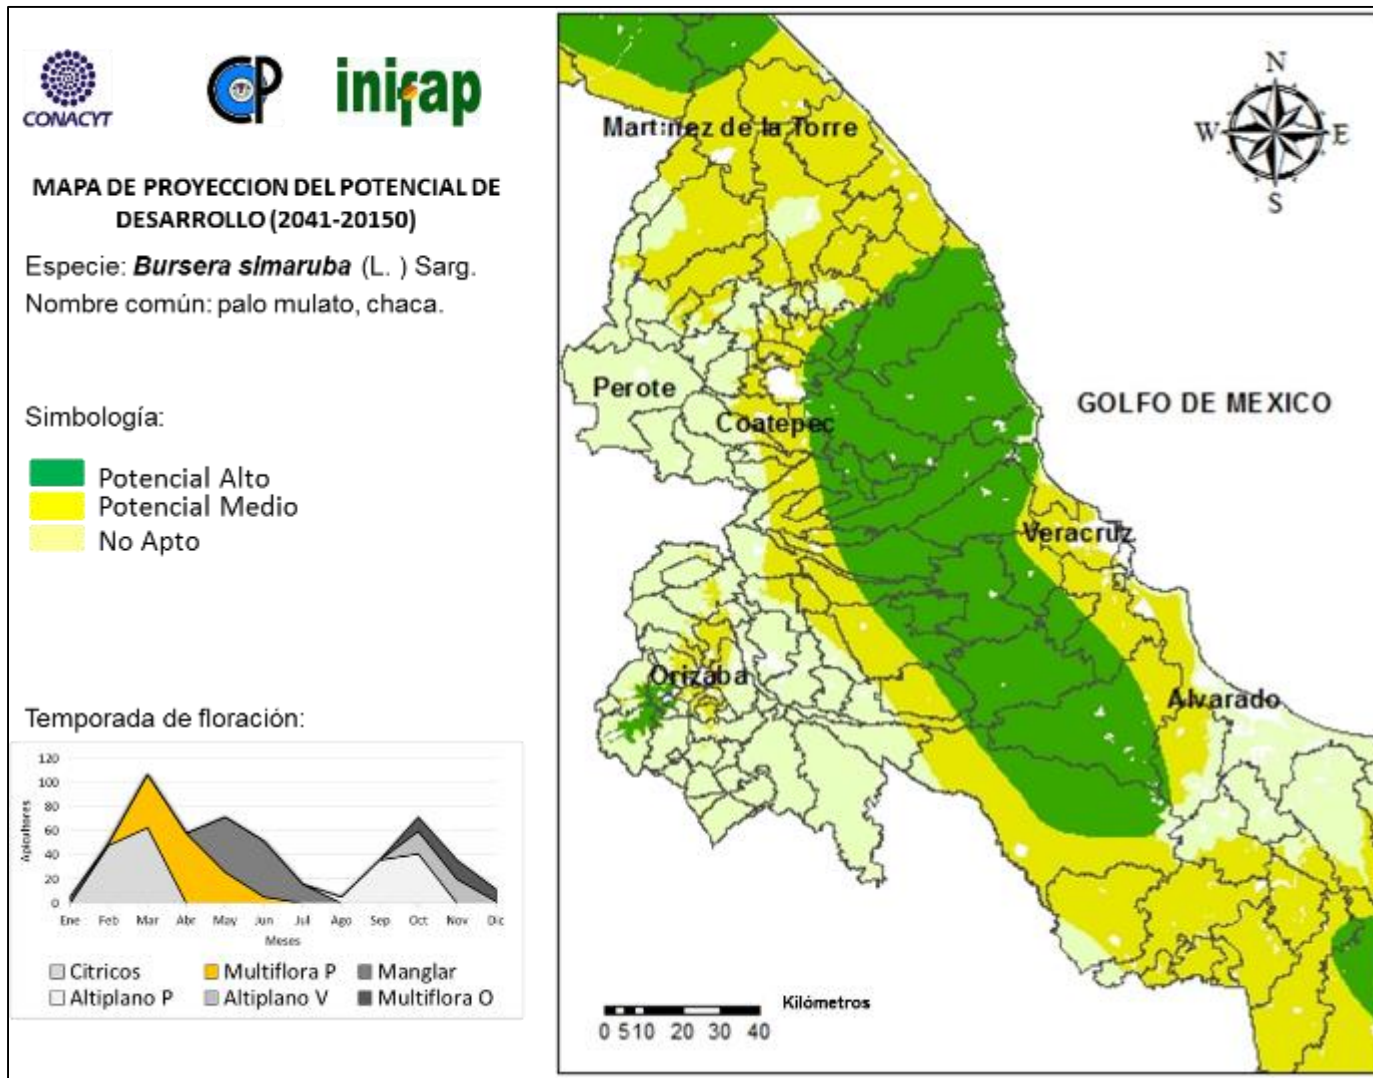 CONACYT
CP
inifap
MAPA DE PROYECCION DEL POTENCIAL DE
DESARROLLO (2041-20150)
Especie: Bursera simaruba (L. ) Sarg.
Nombre común: palo mulato, chaca.
Simbología:
Potencial Alto
Potencial Medio
No Apto
Temporada de floración:
120
100
80
60
40
20
0
Apicultores
Ene Feb Mar Abr May Jun Jul Ago Sep Oct Nov Dic
Meses
Citricos Multiflora P Manglar
Altiplano P Altiplano V Multiflora O
Martinez de la Torre
Perote
Coatepec
GOLFO DE MEXICO
Veracruz
Orizaba
Alvarado
N
W E
S
Kilómetros
0 5 10 20 30 40